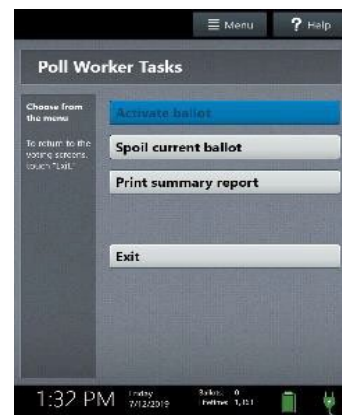 Menu
? Help
Poll Worker Tasks
Choose from
the menu
To return to the
voting screens,
touch "Exit."
Activate ballot
Spoil current ballot
Print summary report
Exit
1:32 PM
Friday
7/12/2019
Ballots: 0
Lifetime: